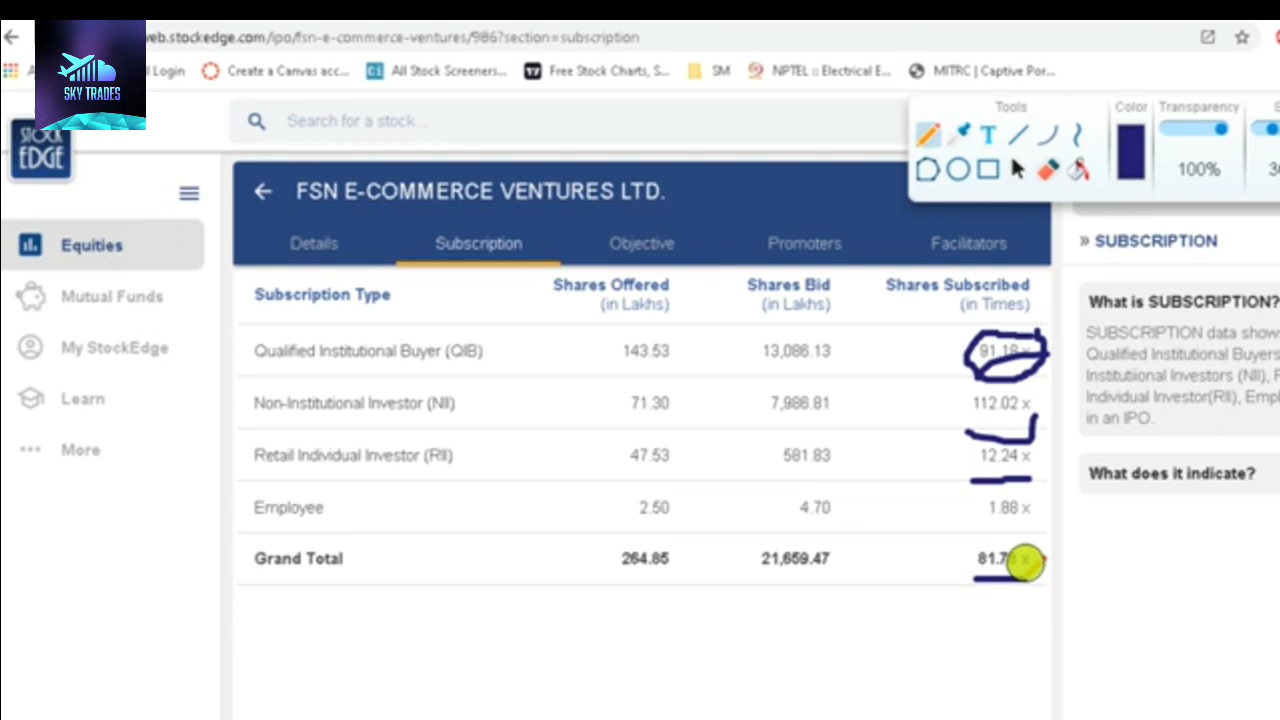 web.stockedge.com/ipo/fsn-e-commerce-ventures/986?section=subscription
Login
Create a Canvas acc...
All Stock Screeners...
Free Stock Charts, S...
SM
NPTEL :: Electrical E...
MITRC | Captive Por...
SKY TRADES
STOCK
EDGE
Search for a stock...
Tools
Color
Transparency
100%
FSN E-COMMERCE VENTURES LTD.
Details
Subscription
Objective
Promoters
Facilitators
Equities
Mutual Funds
My StockEdge
Learn
More
Subscription Type Shares Offered (in Lakhs) Shares Bid (in Lakhs) Shares Subscribed (in Times)
Qualified Institutional Buyer (QIB) 143.53 13,086.13 91.18 x
Non-Institutional Investor (NII) 71.30 7,986.81 112.02 x
Retail Individual Investor (RII) 47.53 581.83 12.24 x
Employee 2.50 4.70 1.88 x
Grand Total 264.85 21,659.47
» SUBSCRIPTION
What is SUBSCRIPTION?
SUBSCRIPTION data show
Qualified Institutional Buyers
Institutiional Investors (NII), F
Individual Investor(RII), Emp
in an IPO.
What does it indicate?